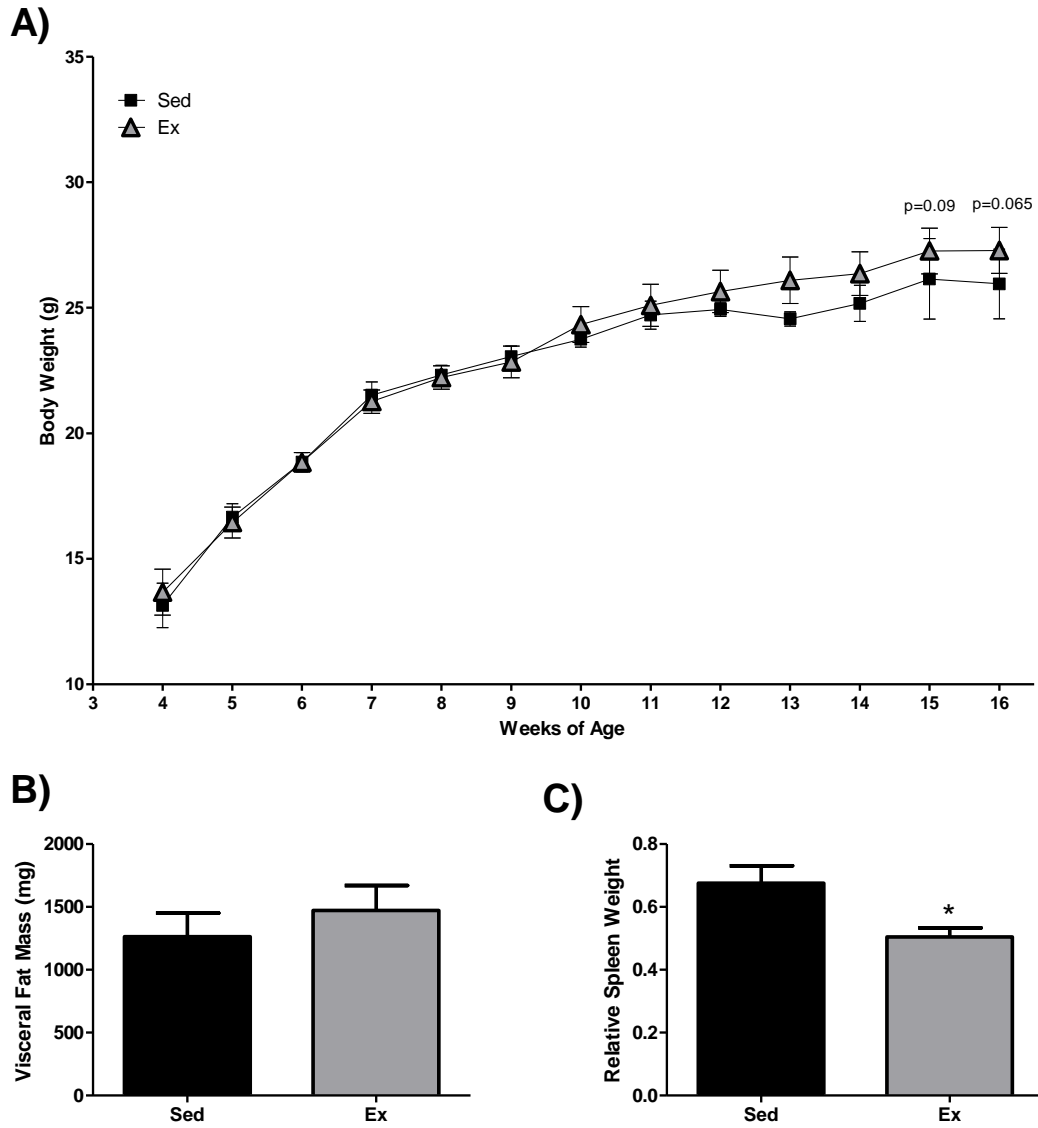 A)
35
30
25
20
15
10
Body Weight (g)
Sed
Ex
p=0.09
p=0.065
3 4 5 6 7 8 9 10 11 12 13 14 15 16
Weeks of Age
B)
2000
1500
1000
500
0
Visceral Fat Mass (mg)
Sed Ex
C)
0.8
0.6
0.4
0.2
0.0
Relative Spleen Weight
*
Sed Ex